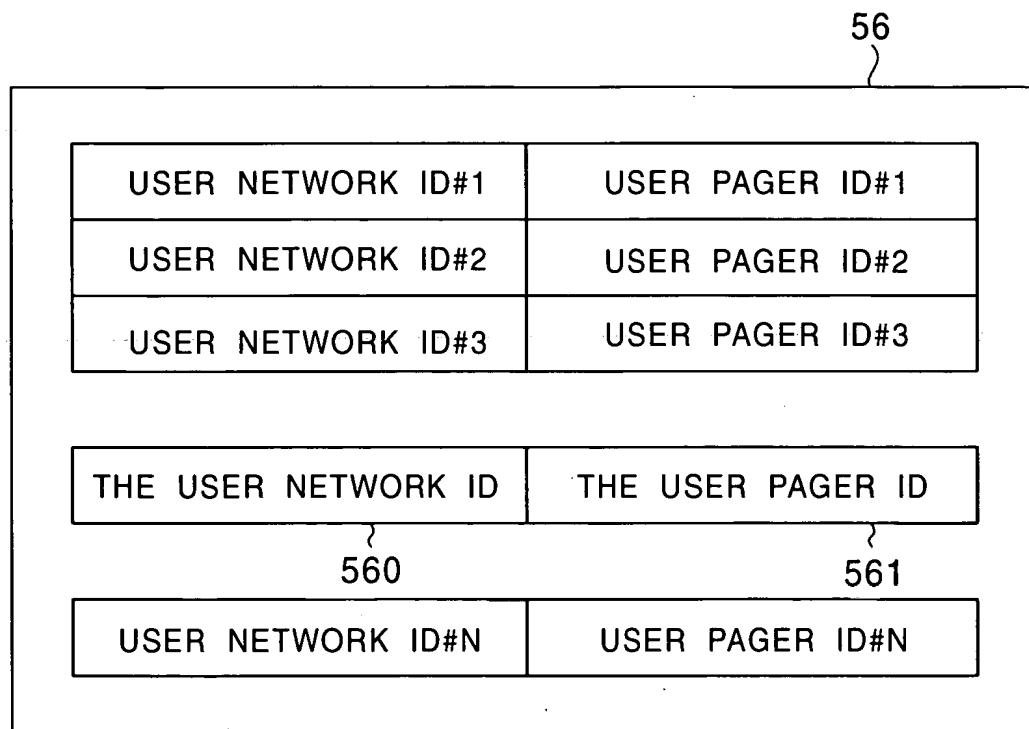 56
USER NETWORK ID#1 USER PAGER ID#1
USER NETWORK ID#2 USER PAGER ID#2
USER NETWORK ID#3 USER PAGER ID#3
THE USER NETWORK ID THE USER PAGER ID
560 561
USER NETWORK ID#N USER PAGER ID#N